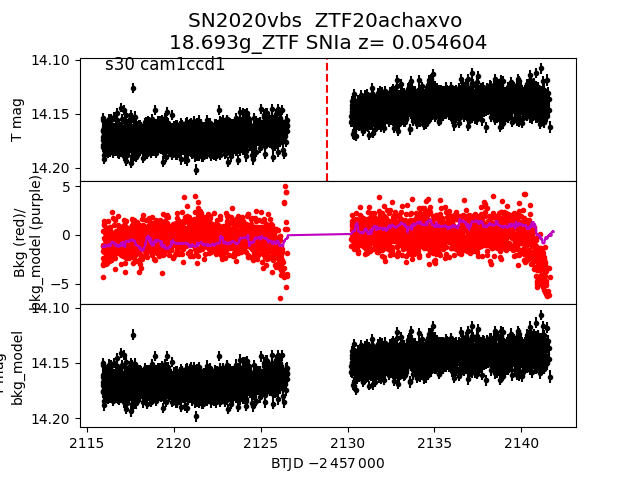 SN2020vbs ZTF20achaxvo
18.693g_ZTF SNIa z= 0.054604
s30 cam1ccd1
14.10
14.15
14.20
T mag
5
0
−5
Bkg (red)/
bkg_model (purple)
14.10
14.15
14.20
bkg_model
2115 2120 2125 2130 2135 2140
BTJD −2 457 000